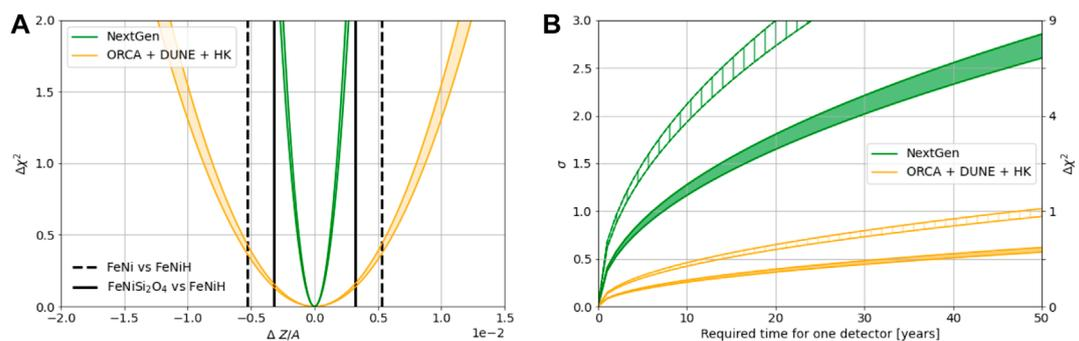 A
2.0
1.5
1.0
0.5
0.0
Δχ²
NextGen
ORCA + DUNE + HK
FeNi vs FeNiH
FeNiSi₂O₄ vs FeNiH
−2.0 −1.5 −1.0 −0.5 0.0 0.5 1.0 1.5
1e−2
Δ Z/A
B
3.0
2.5
2.0
1.5
1.0
0.5
0.0
σ
NextGen
ORCA + DUNE + HK
9
4
1
0
Δχ²
0 10 20 30 40 50
Required time for one detector [years]